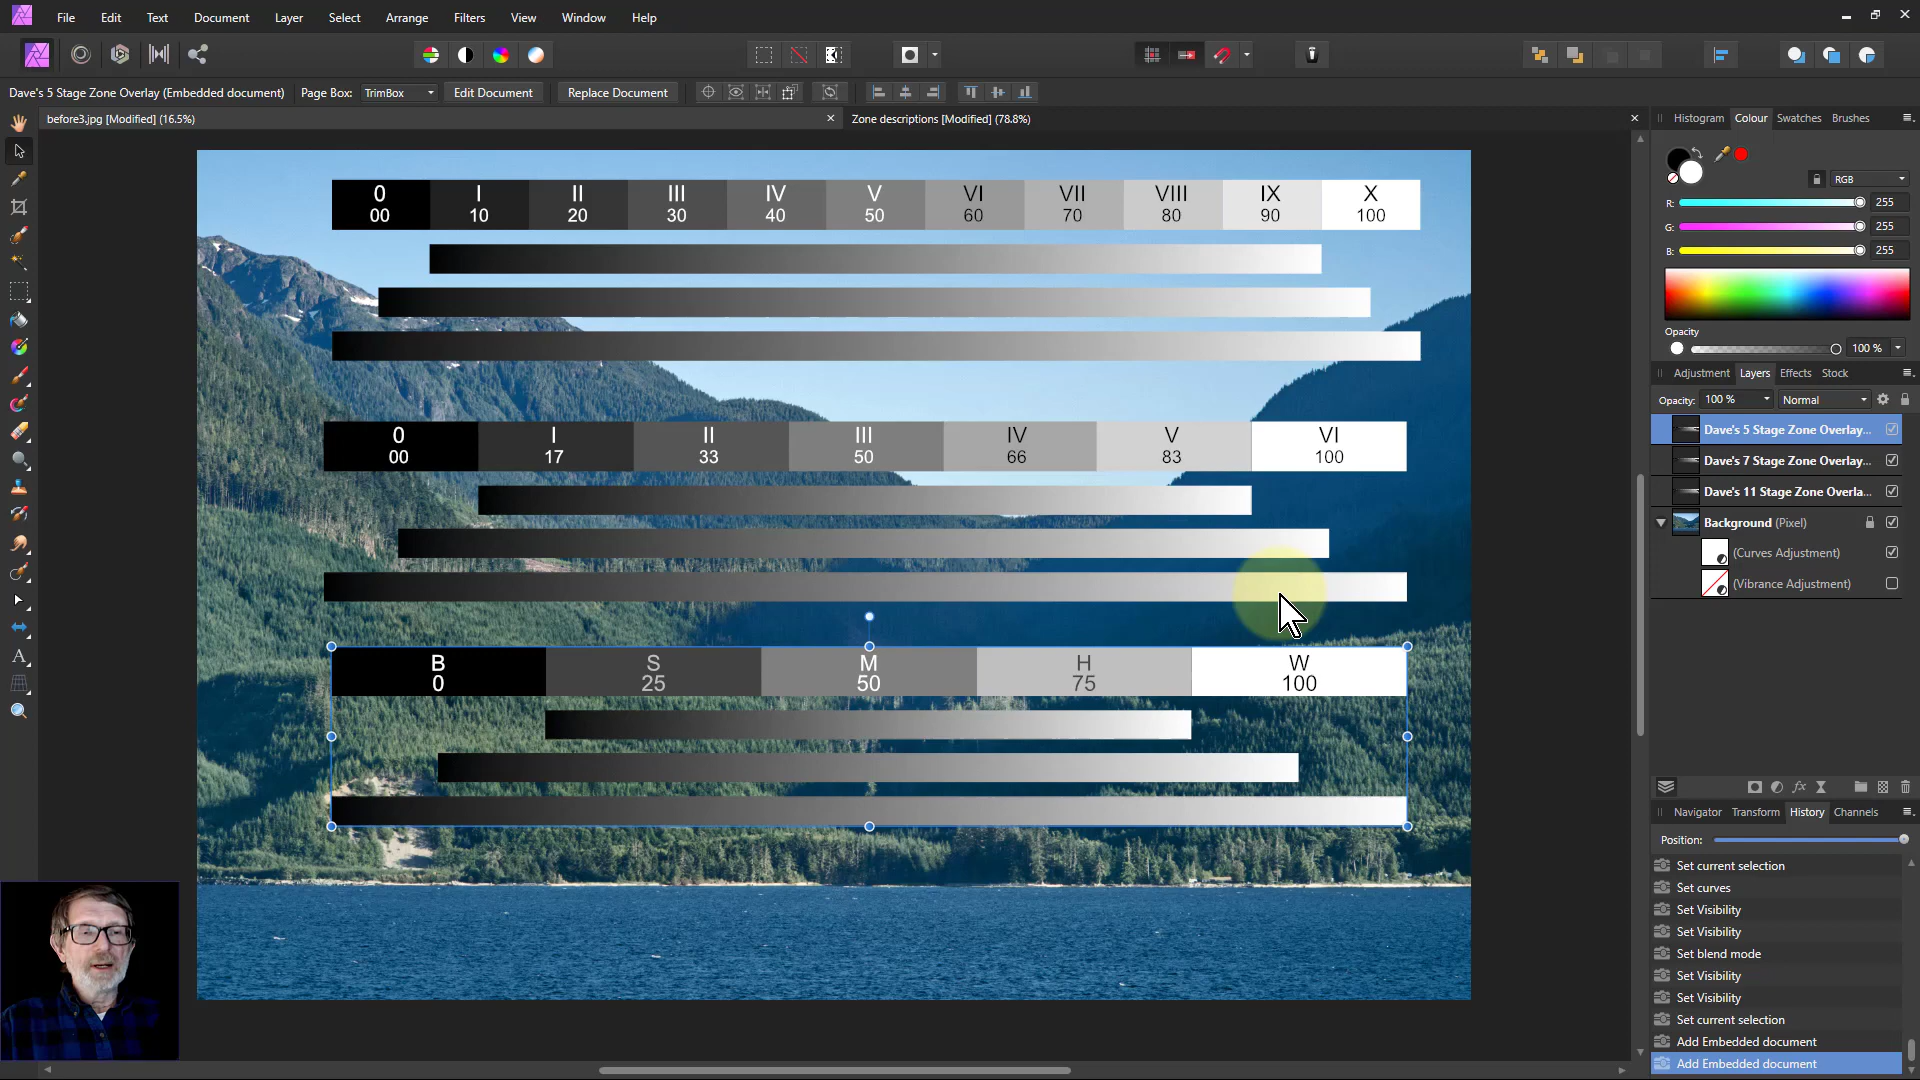 File Edit Text Document Layer Select Arrange Filters View Window Help
Dave's 5 Stage Zone Overlay (Embedded document) Page Box: TrimBox Edit Document Replace Document
before3.jpg [Modified] (16.5%)
Zone descriptions [Modified] (78.8%)
0 I II III IV V VI VII VIII IX X
00 10 20 30 40 50 60 70 80 90 100
0 I II III IV V VI
00 17 33 50 66 83 100
B S M H W
0 25 50 75 100
Histogram Colour Swatches Brushes
RGB
R: 255
G: 255
B: 255
Opacity
100 %
Adjustment Layers Effects Stock
Opacity: 100 % Normal
Dave's 5 Stage Zone Overlay...
Dave's 7 Stage Zone Overlay...
Dave's 11 Stage Zone Overla...
Background (Pixel)
(Curves Adjustment)
(Vibrance Adjustment)
fx
Navigator Transform History Channels
Position:
Set current selection
Set curves
Set Visibility
Set Visibility
Set blend mode
Set Visibility
Set Visibility
Set current selection
Add Embedded document
Add Embedded document